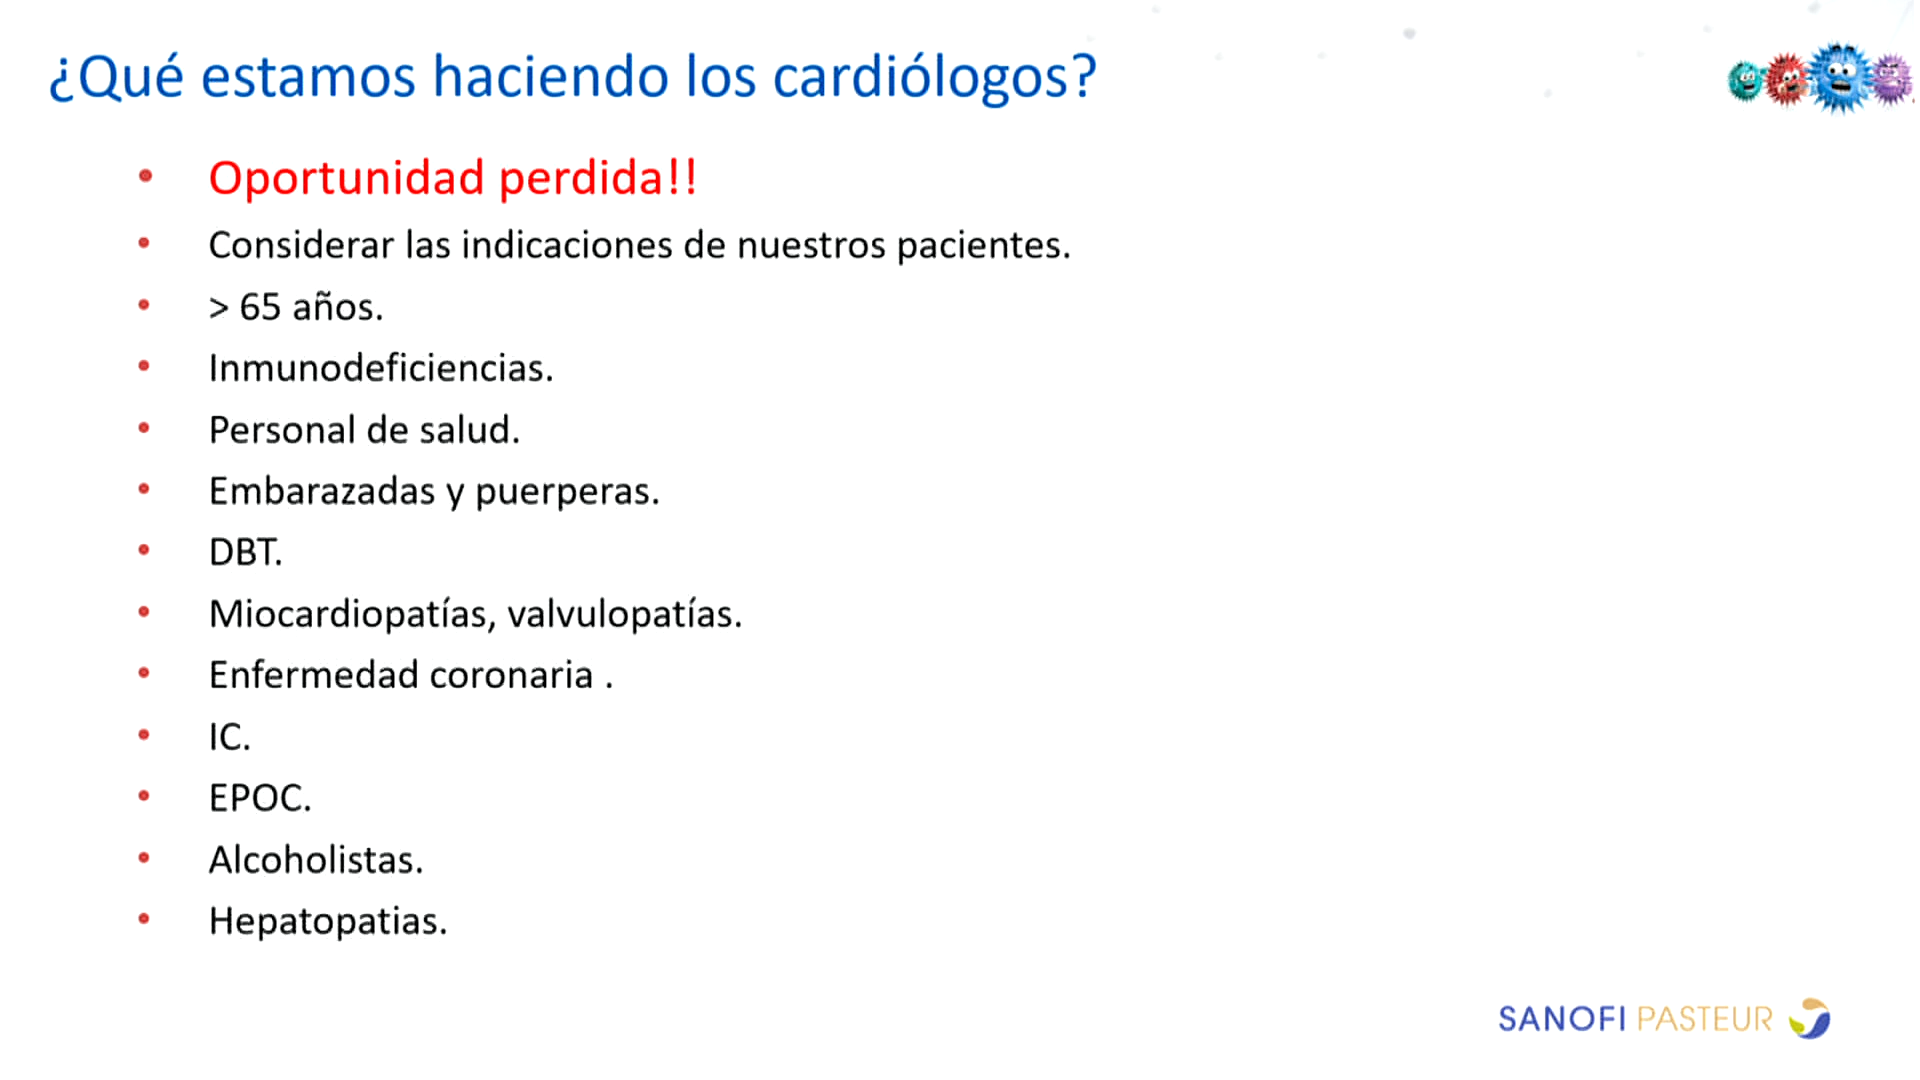 ¿Qué estamos haciendo los cardiólogos?
• Oportunidad perdida!!
• Considerar las indicaciones de nuestros pacientes.
• > 65 años.
• Inmunodeficiencias.
• Personal de salud.
• Embarazadas y puerperas.
• DBT.
• Miocardiopatías, valvulopatías.
• Enfermedad coronaria .
• IC.
• EPOC.
• Alcoholistas.
• Hepatopatias.
SANOFI PASTEUR